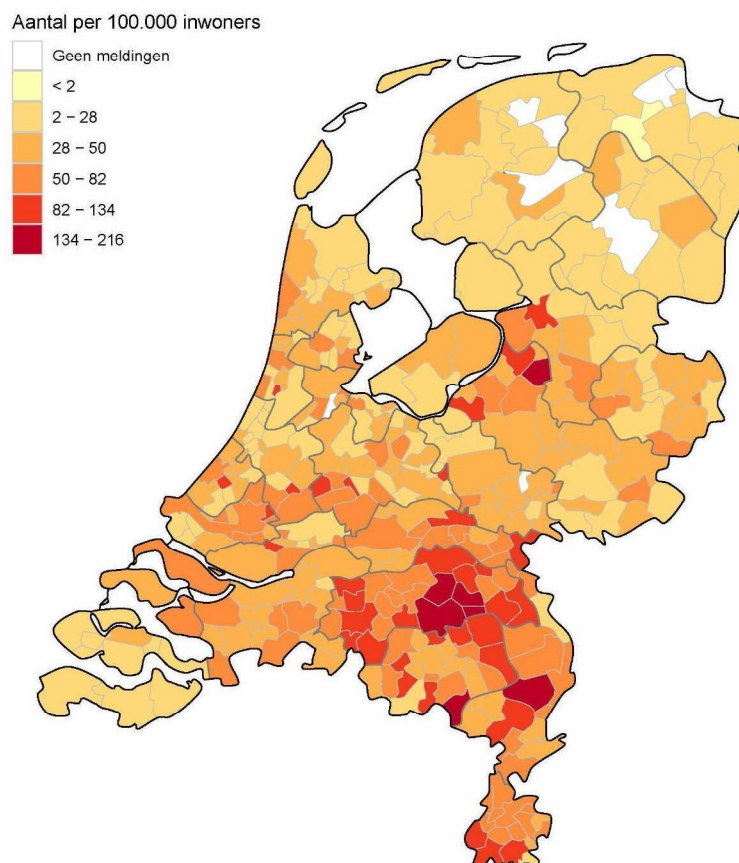 Aantal per 100.000 inwoners
Geen meldingen
< 2
2 – 28
28 – 50
50 – 82
82 – 134
134 – 216